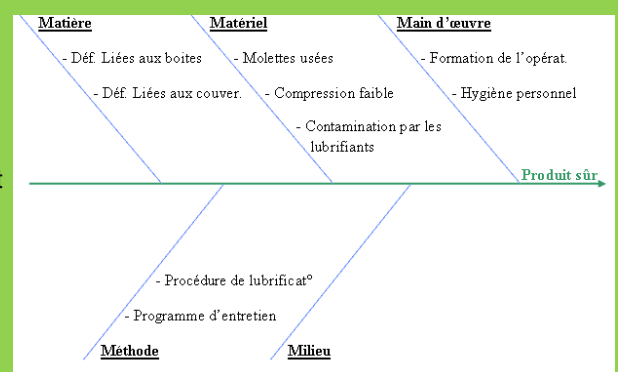 Matière
Matériel
Main d'œuvre
- Déf. Liées aux boites
- Molettes usées
- Formation de l'opérat.
- Déf. Liées aux couver.
- Compression faible
- Hygiène personnel
- Contamination par les
lubrifiants
Produit sûr
- Procédure de lubrificat°
- Programme d'entretien
Méthode
Milieu